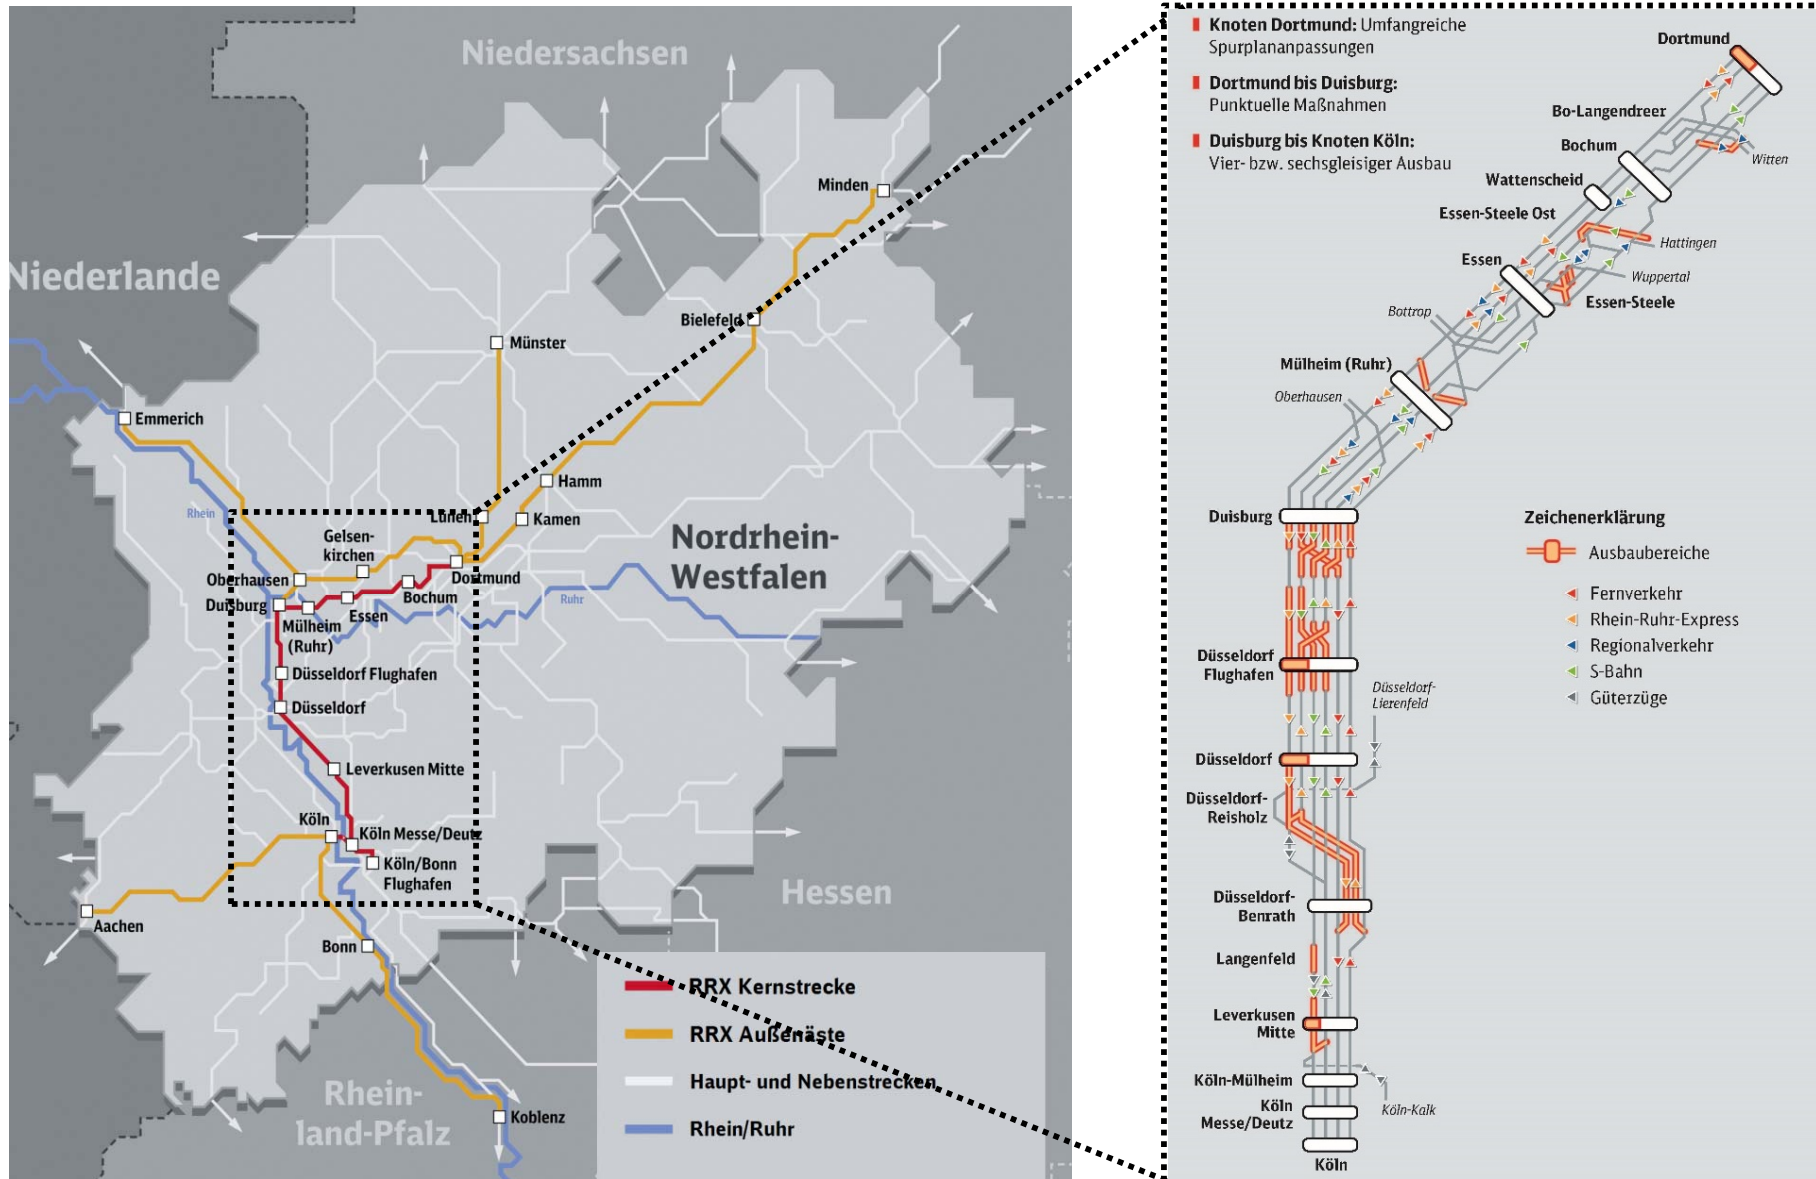 Niedersachsen
Niederlande
Minden
Bielefeld
Münster
Emmerich
Hamm
Rhein
Lünen
Kamen
Gelsen-
kirchen
Nordrhein-
Westfalen
Oberhausen
Dortmund
Duisburg
Bochum
Essen
Ruhr
Mülheim
(Ruhr)
Düsseldorf Flughafen
Düsseldorf
Leverkusen Mitte
Köln
Köln Messe/Deutz
Köln/Bonn
Flughafen
Hessen
Aachen
Bonn
Rhein-
land-Pfalz
Koblenz
RRX Kernstrecke
RRX Außenäste
Haupt- und Nebenstrecken
Rhein/Ruhr
Knoten Dortmund: Umfangreiche
Spurplananpassungen
Dortmund bis Duisburg:
Punktuelle Maßnahmen
Duisburg bis Knoten Köln:
Vier- bzw. sechsgleisiger Ausbau
Dortmund
Bo-Langendreer
Bochum
Witten
Wattenscheid
Essen-Steele Ost
Hattingen
Essen
Wuppertal
Essen-Steele
Bottrop
Mülheim (Ruhr)
Oberhausen
Duisburg
Zeichenerklärung
Ausbaubereiche
Fernverkehr
Rhein-Ruhr-Express
Regionalverkehr
S-Bahn
Güterzüge
Düsseldorf
Flughafen
Düsseldorf-
Lierenfeld
Düsseldorf
Düsseldorf-
Reisholz
Düsseldorf-
Benrath
Langenfeld
Leverkusen
Mitte
Köln-Mülheim
Köln
Messe/Deutz
Köln-Kalk
Köln